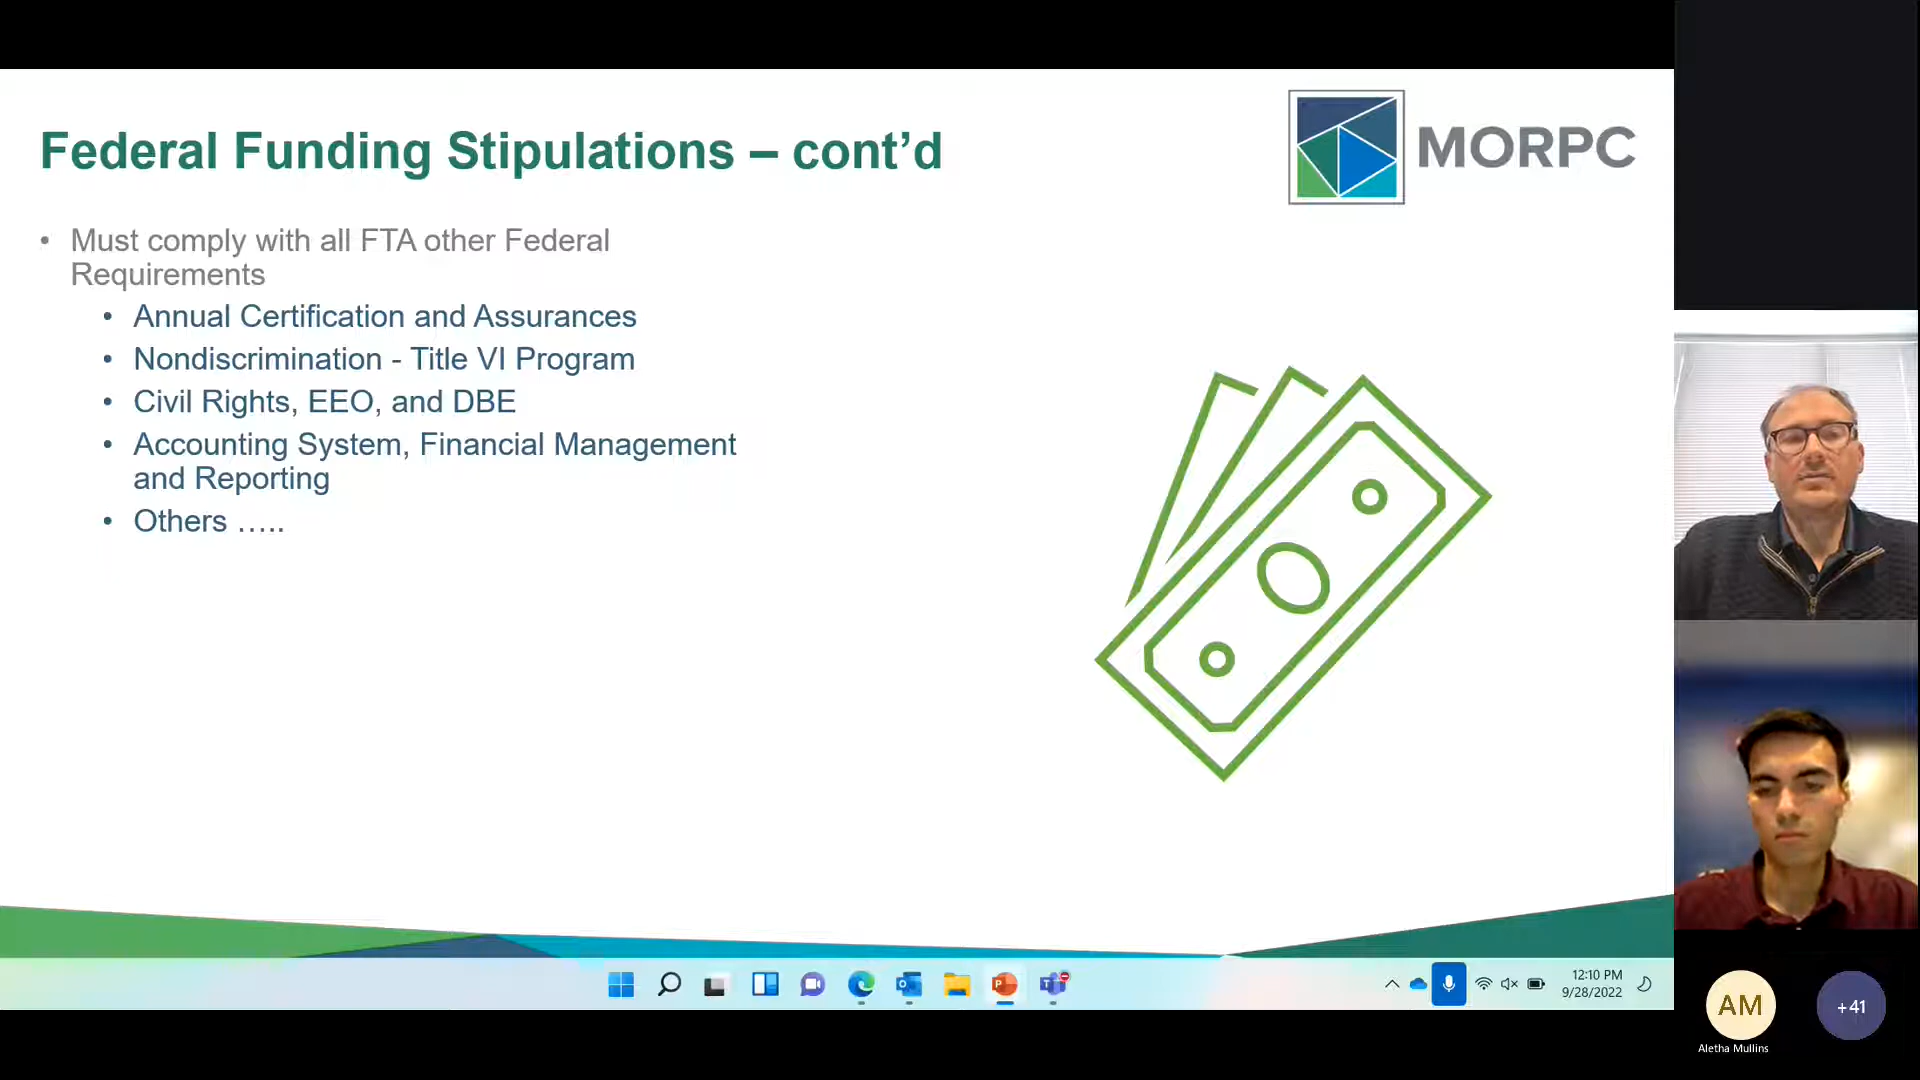 Federal Funding Stipulations – cont’d
MORPC
• Must comply with all FTA other Federal
Requirements
• Annual Certification and Assurances
• Nondiscrimination - Title VI Program
• Civil Rights, EEO, and DBE
• Accounting System, Financial Management
and Reporting
• Others …..
12:10 PM
9/28/2022
AM
Aletha Mullins
+41